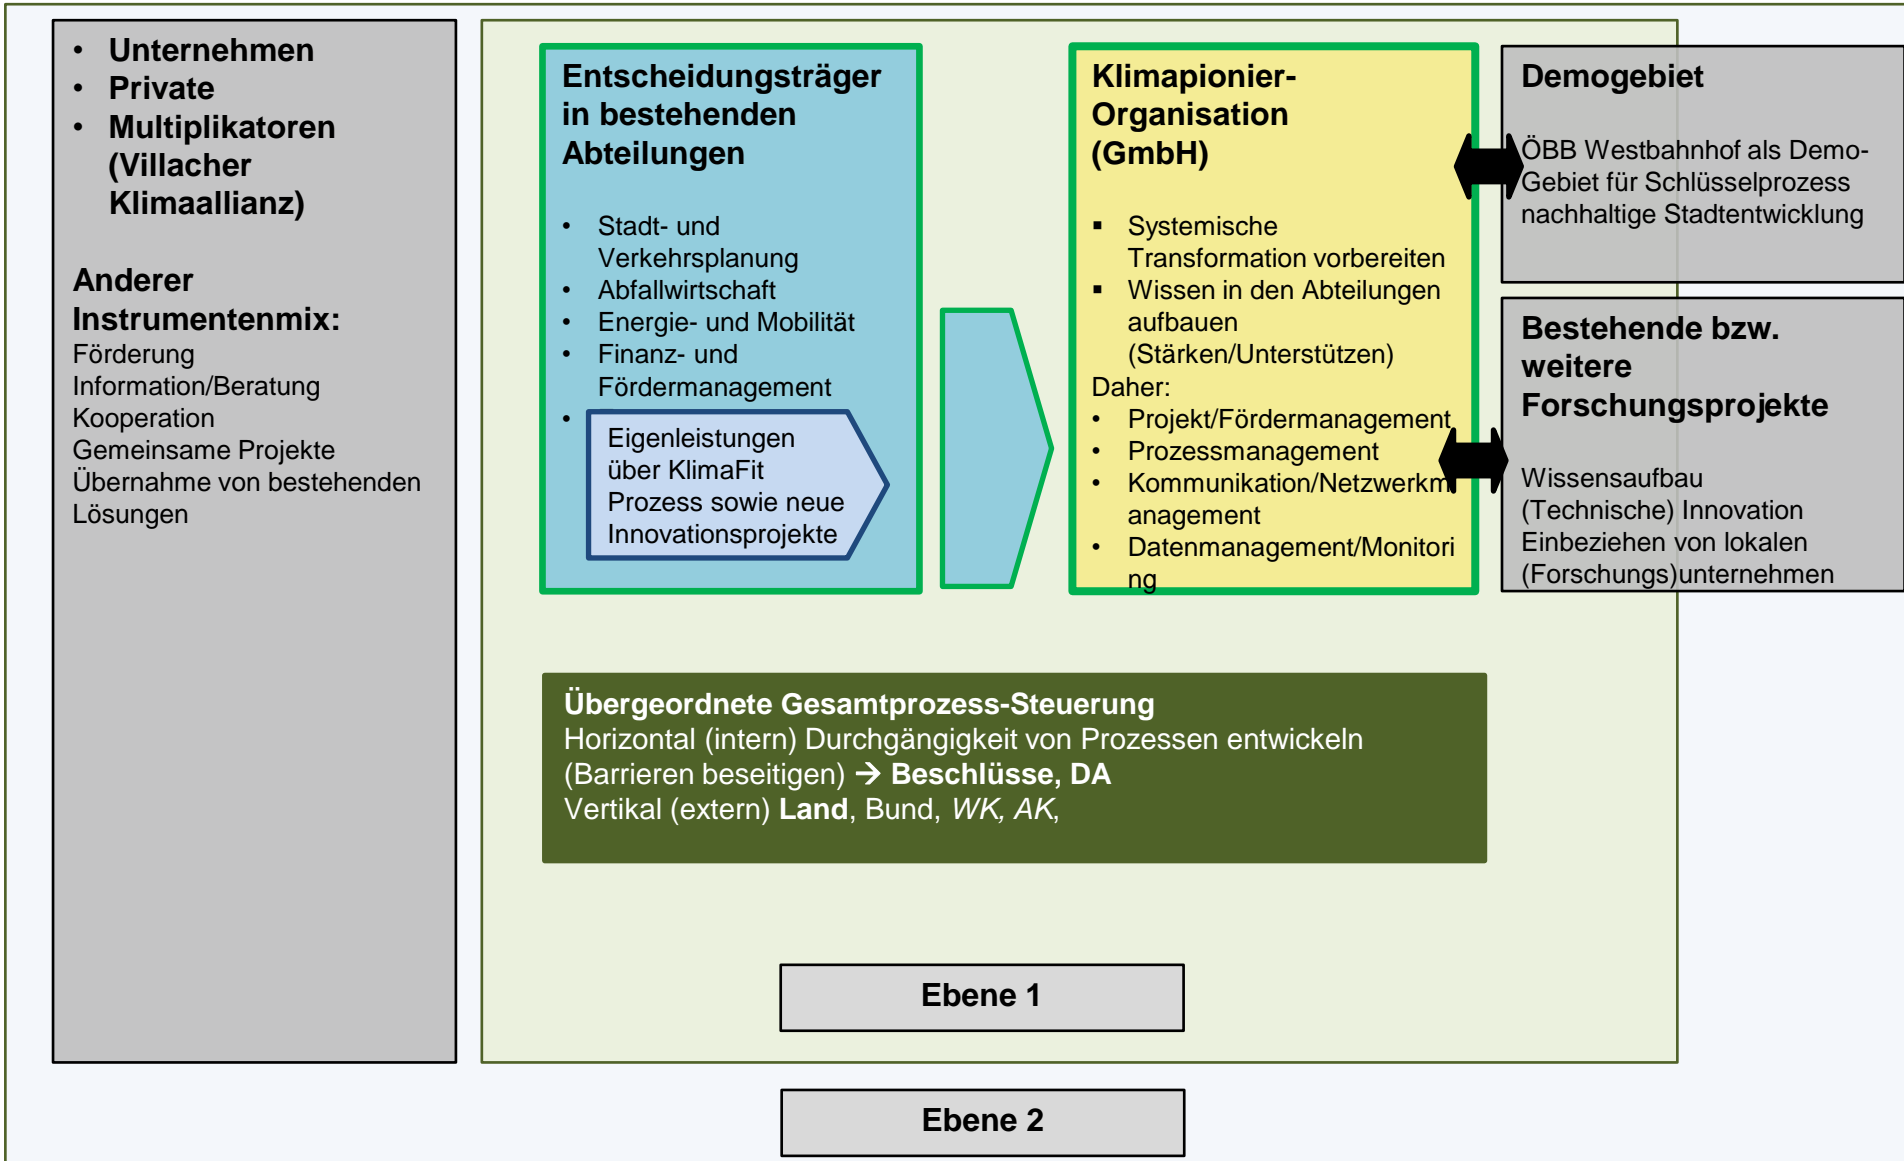 • Unternehmen
• Private
• Multiplikatoren
(Villacher
Klimaallianz)
Anderer
Instrumentenmix:
Förderung
Information/Beratung
Kooperation
Gemeinsame Projekte
Übernahme von bestehenden
Lösungen
Entscheidungsträger
in bestehenden
Abteilungen
• Stadt- und
Verkehrsplanung
• Abfallwirtschaft
• Energie- und Mobilität
• Finanz- und
Fördermanagement
•
Eigenleistungen
über KlimaFit
Prozess sowie neue
Innovationsprojekte
Klimapionier-
Organisation
(GmbH)
▪ Systemische
Transformation vorbereiten
▪ Wissen in den Abteilungen
aufbauen
(Stärken/Unterstützen)
Daher:
• Projekt/Fördermanagement
• Prozessmanagement
• Kommunikation/Netzwerkm
anagement
• Datenmanagement/Monitori
ng
Demogebiet
ÖBB Westbahnhof als Demo-
Gebiet für Schlüsselprozess
nachhaltige Stadtentwicklung
Bestehende bzw.
weitere
Forschungsprojekte
Wissensaufbau
(Technische) Innovation
Einbeziehen von lokalen
(Forschungs)unternehmen
Übergeordnete Gesamtprozess-Steuerung
Horizontal (intern) Durchgängigkeit von Prozessen entwickeln
(Barrieren beseitigen) → Beschlüsse, DA
Vertikal (extern) Land, Bund, WK, AK,
Ebene 1
Ebene 2